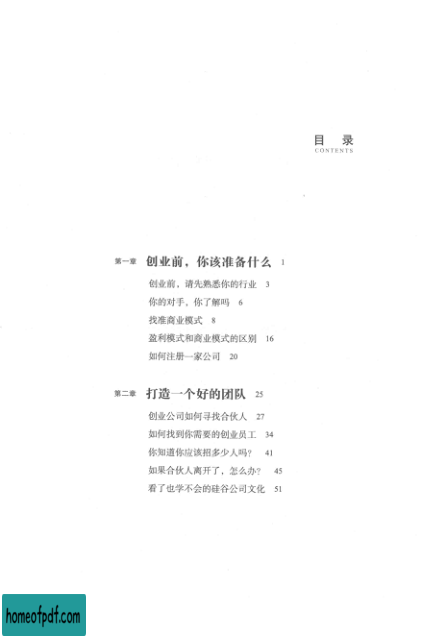 目 录
CONTENTS
第一章 创业前，你该准备什么 1
创业前，请先熟悉你的行业 3
你的对手，你了解吗 6
找准商业模式 8
盈利模式和商业模式的区别 16
如何注册一家公司 20
第二章 打造一个好的团队 25
创业公司如何寻找合伙人 27
如何找到你需要的创业员工 34
你知道你应该招多少人吗？ 41
如果合伙人离开了，怎么办？ 45
看了也学不会的硅谷公司文化 51
homeofpdf.com